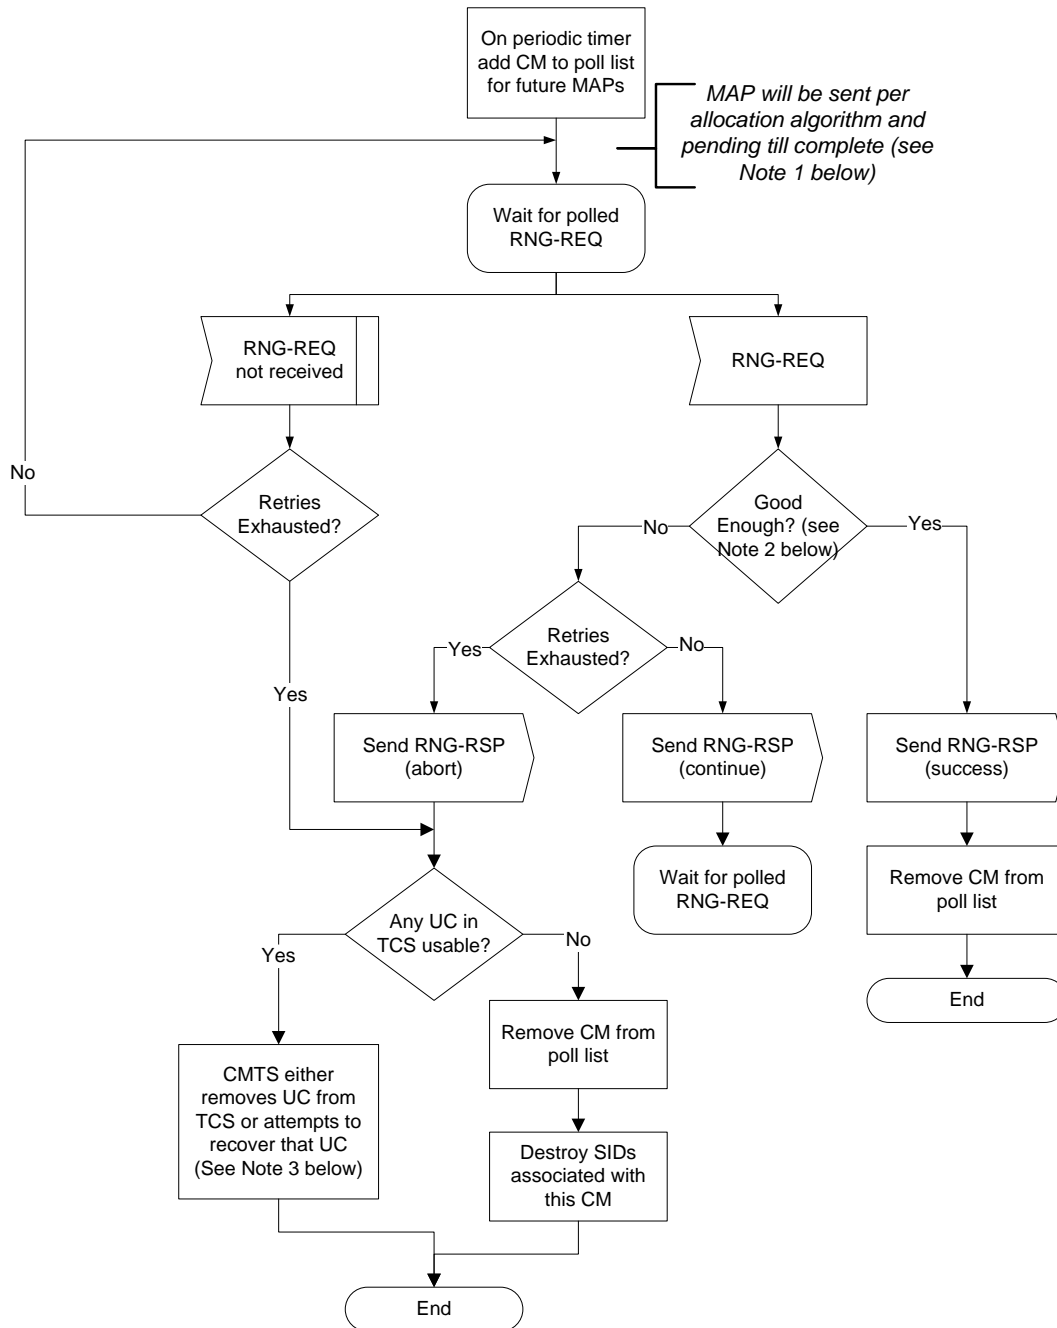 On periodic timer
add CM to poll list
for future MAPs
MAP will be sent per
allocation algorithm and
pending till complete (see
Note 1 below)
Wait for polled
RNG-REQ
RNG-REQ
not received
RNG-REQ
No
Retries
Exhausted?
Good
Enough? (see
Note 2 below)
No
Yes
Yes
Retries
Exhausted?
No
Yes
Send RNG-RSP
(abort)
Send RNG-RSP
(continue)
Send RNG-RSP
(success)
Wait for polled
RNG-REQ
Remove CM from
poll list
Any UC in
TCS usable?
Yes
No
End
Remove CM from
poll list
CMTS either
removes UC from
TCS or attempts to
recover that UC
(See Note 3 below)
Destroy SIDs
associated with
this CM
End